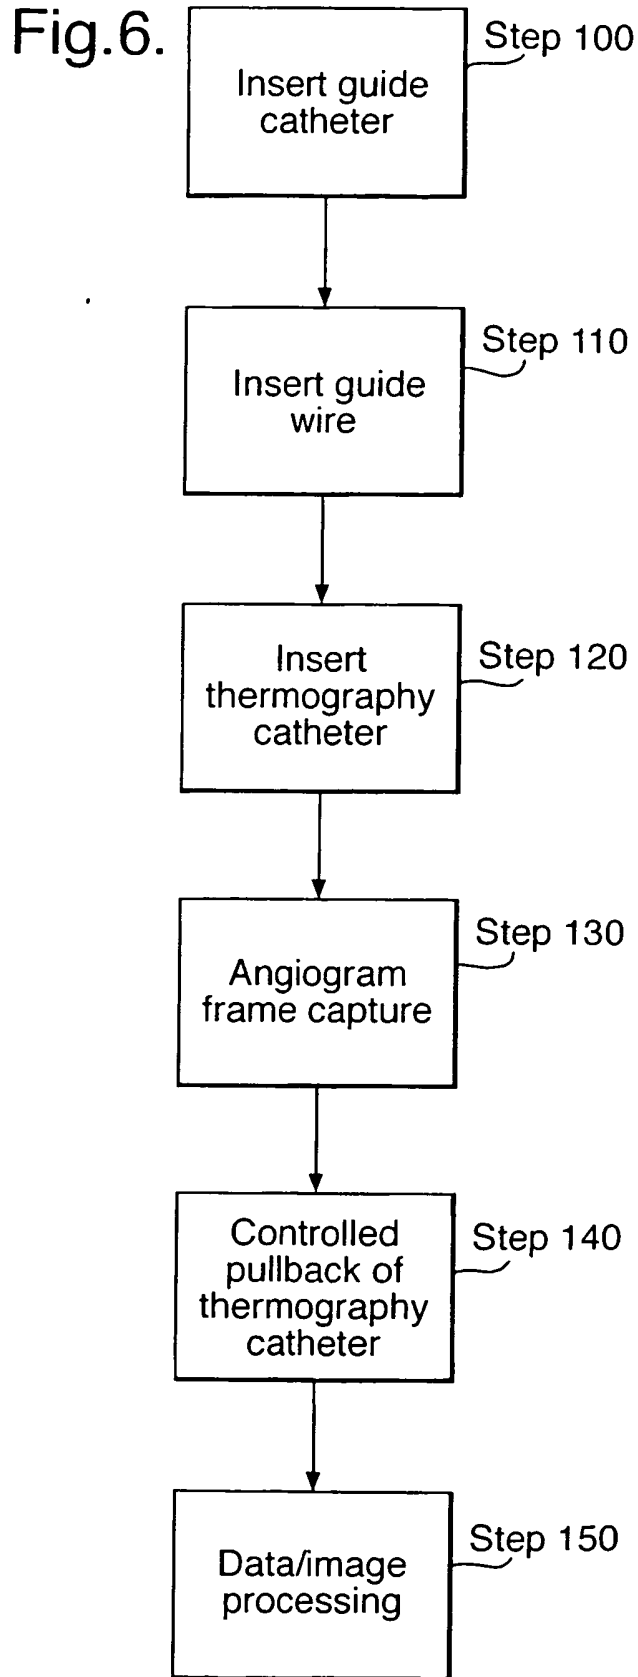 Fig.6.
Step 100
Insert guide
catheter
Step 110
Insert guide
wire
Step 120
Insert
thermography
catheter
Step 130
Angiogram
frame capture
Step 140
Controlled
pullback of
thermography
catheter
Step 150
Data/image
processing